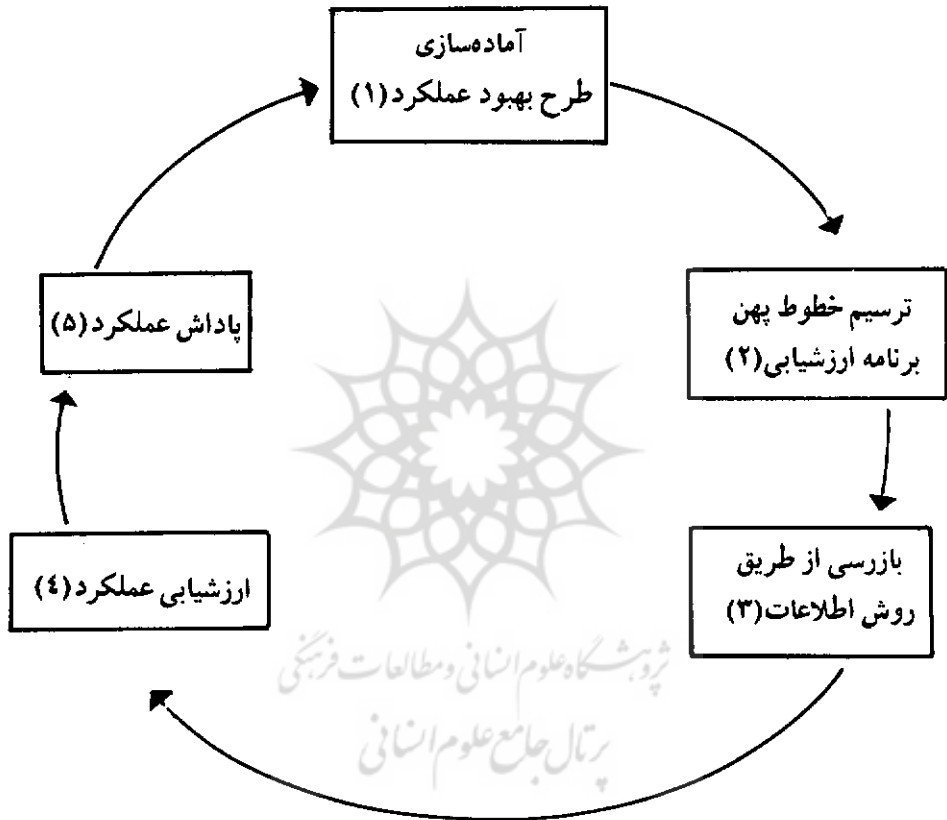 آماده‌سازی
طرح بهبود عملکرد(۱)
ترسیم خطوط پهن
برنامه ارزشیابی(۲)
بازرسی از طریق
روش اطلاعات(۳)
ارزشیابی عملکرد(٤)
پاداش عملکرد(۵)
پژوهشگاه علوم انسانی و مطالعات فرهنگی
پرتال جامع علوم انسانی